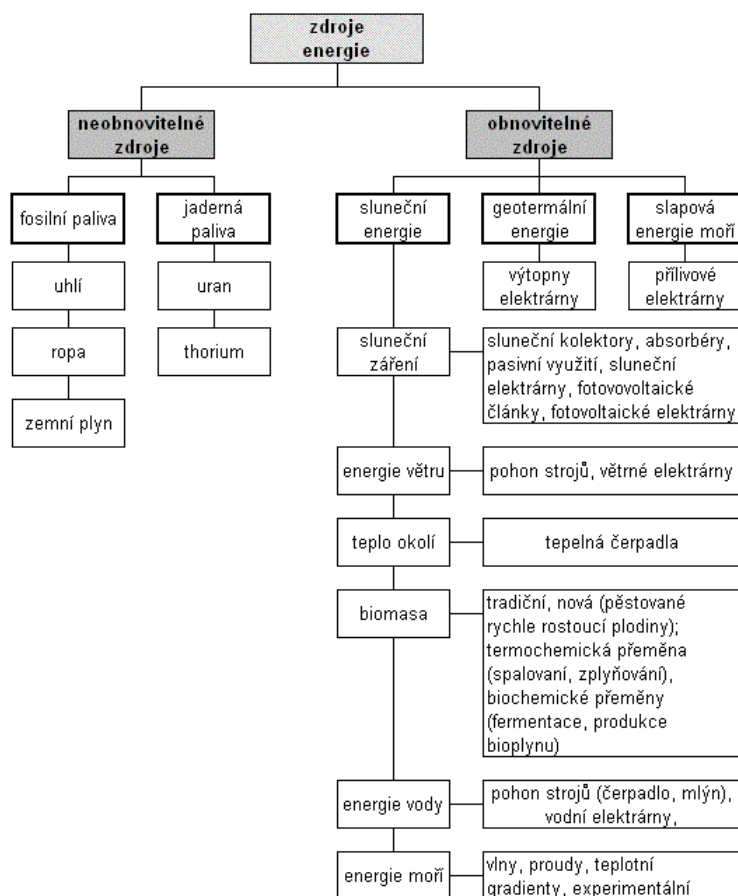 zdroje
energie
neobnovitelné
zdroje
obnovitelné
zdroje
fosilní paliva
jaderná
paliva
sluneční
energie
geotermální
energie
slapová
energie moří
uhlí
uran
výtopny
elektrárny
přílivové
elektrárny
ropa
thorium
sluneční
záření
sluneční kolektory, absorbéry,
pasivní využití, sluneční
elektrárny, fotovovoltaické
články, fotovoltaické elektrárny
zemní plyn
energie větru
pohon strojů, větrné elektrárny
teplo okolí
tepelná čerpadla
biomasa
tradiční, nová (pěstované
rychle rostoucí plodiny);
termochemická přeměna
(spalovaní, zplyňování),
biochemické přeměny
(fermentace, produkce
bioplynu)
energie vody
pohon strojů (čerpadlo, mlýn),
vodní elektrárny,
energie moří
vlny, proudy, teplotní
gradienty, experimentální